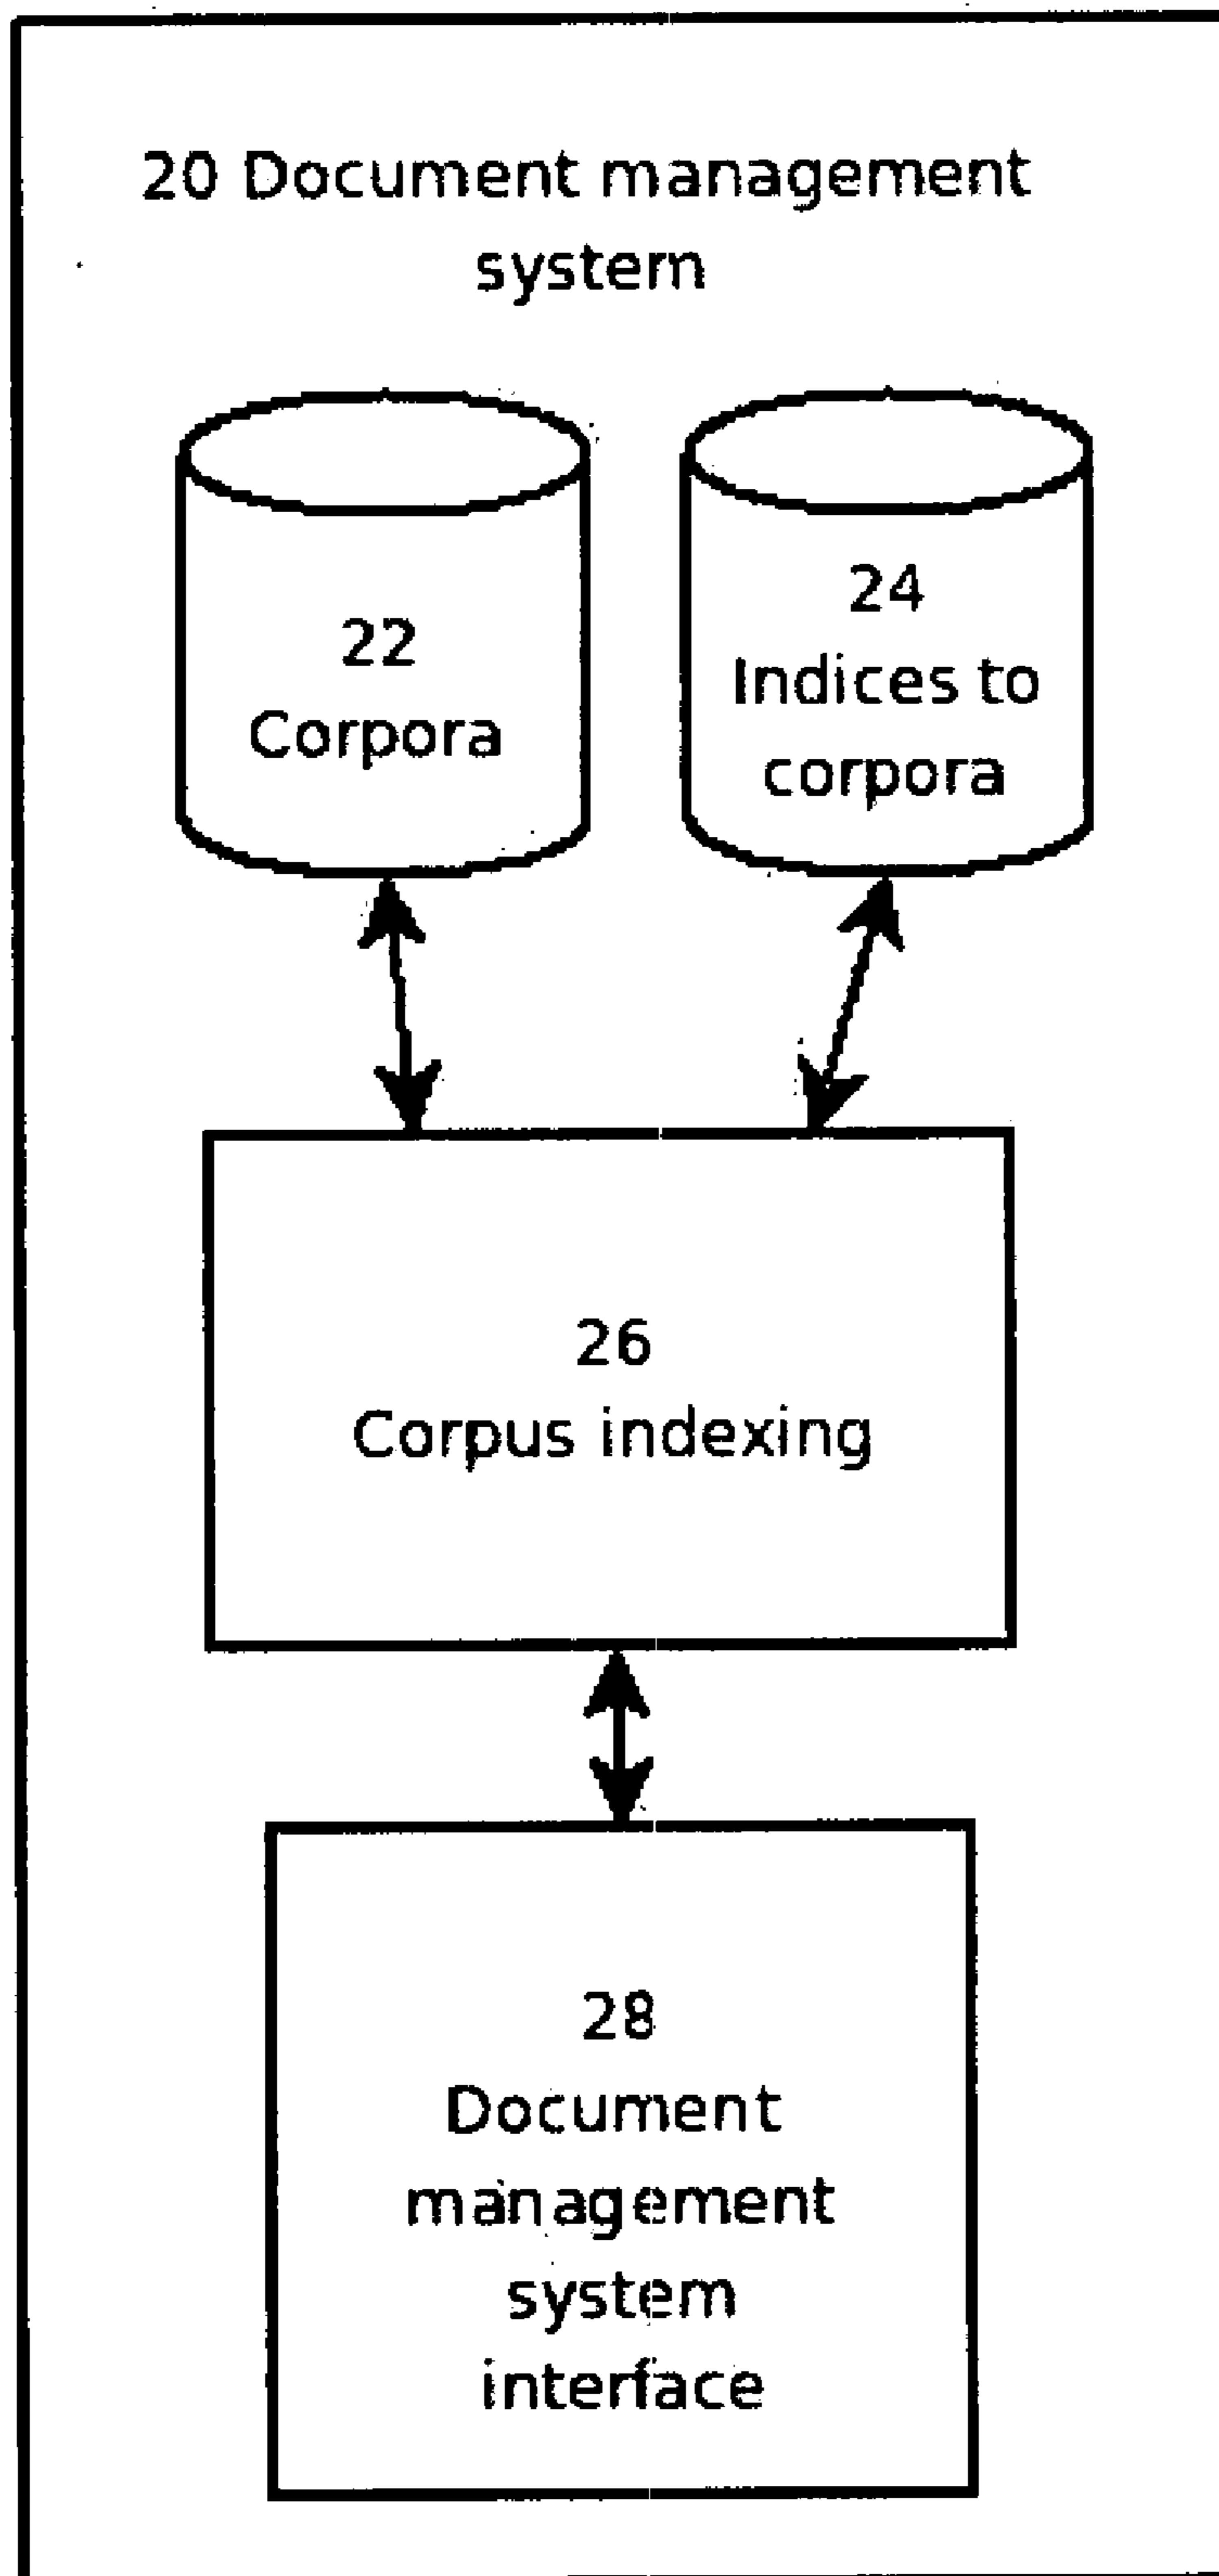 20 Document management
system
22
Corpora
24
Indices to
corpora
26
Corpus indexing
28
Document
management
system
interface